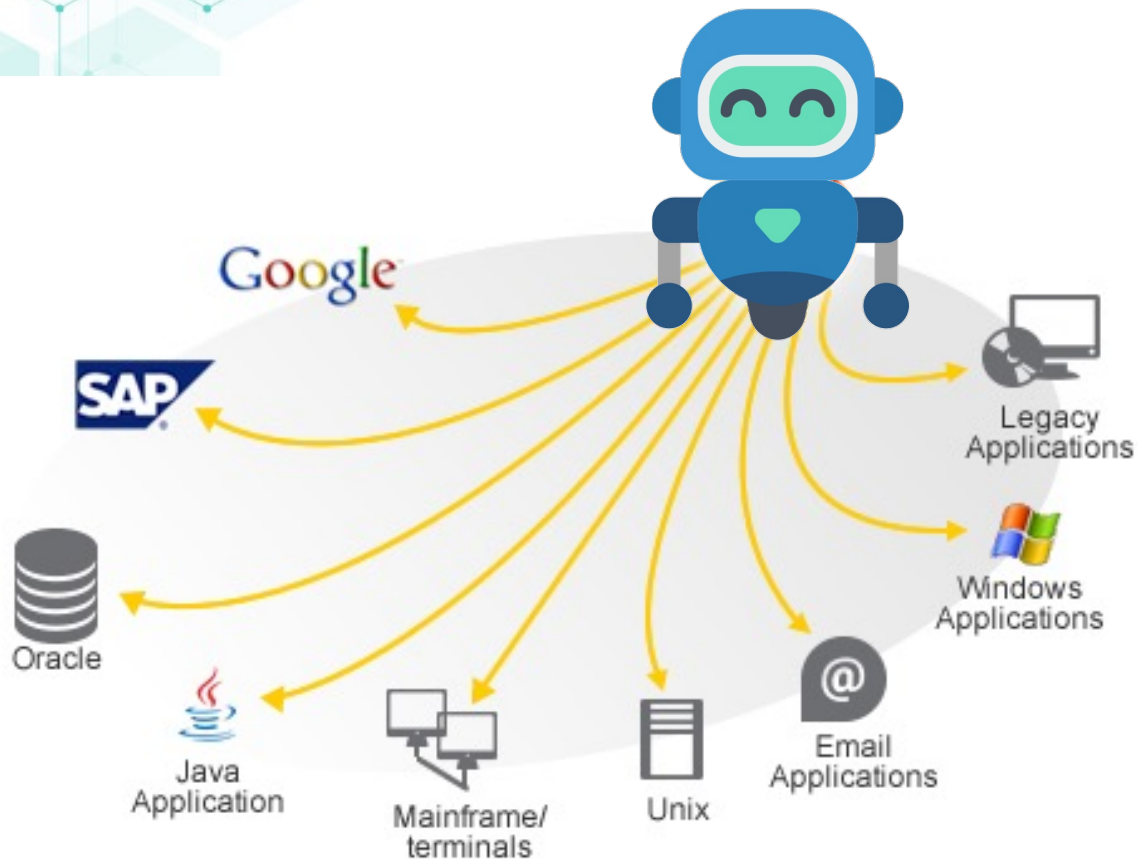 Google
SAP
®
Legacy
Applications
Windows
Applications
Oracle
@
Email
Applications
Java
Application
Mainframe/
terminals
Unix